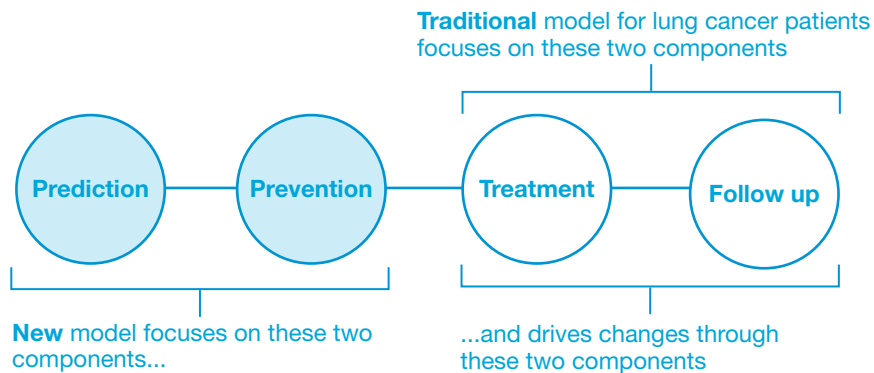 Traditional model for lung cancer patients
focuses on these two components
Prediction
Prevention
Treatment
Follow up
New model focuses on these two
components...
...and drives changes through
these two components